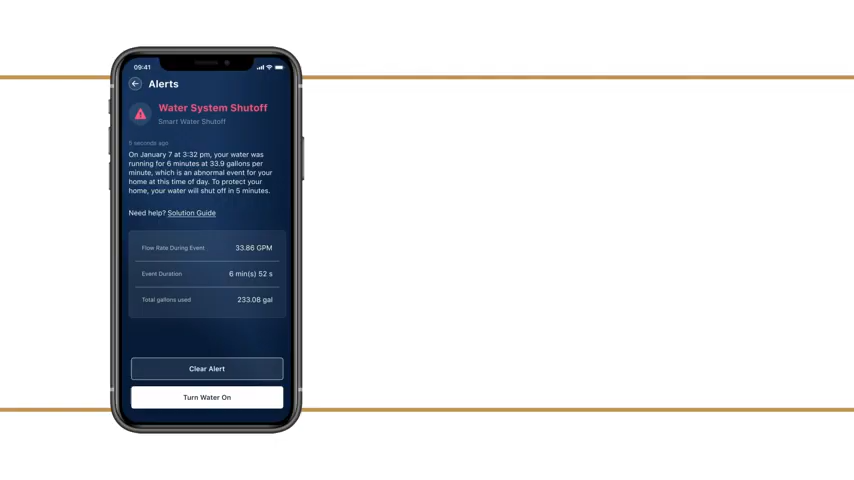 09:41
Alerts
Water System Shutoff
Smart Water Shutoff
5 seconds ago
On January 7 at 3:32 pm, your water was
running for 6 minutes at 33.9 gallons per
minute, which is an abnormal event for your
home at this time of day. To protect your
home, your water will shut off in 5 minutes.
Need help? Solution Guide
Flow Rate During Event 33.86 GPM
Event Duration 6 min(s) 52 s
Total gallons used 233.08 gal
Clear Alert
Turn Water On